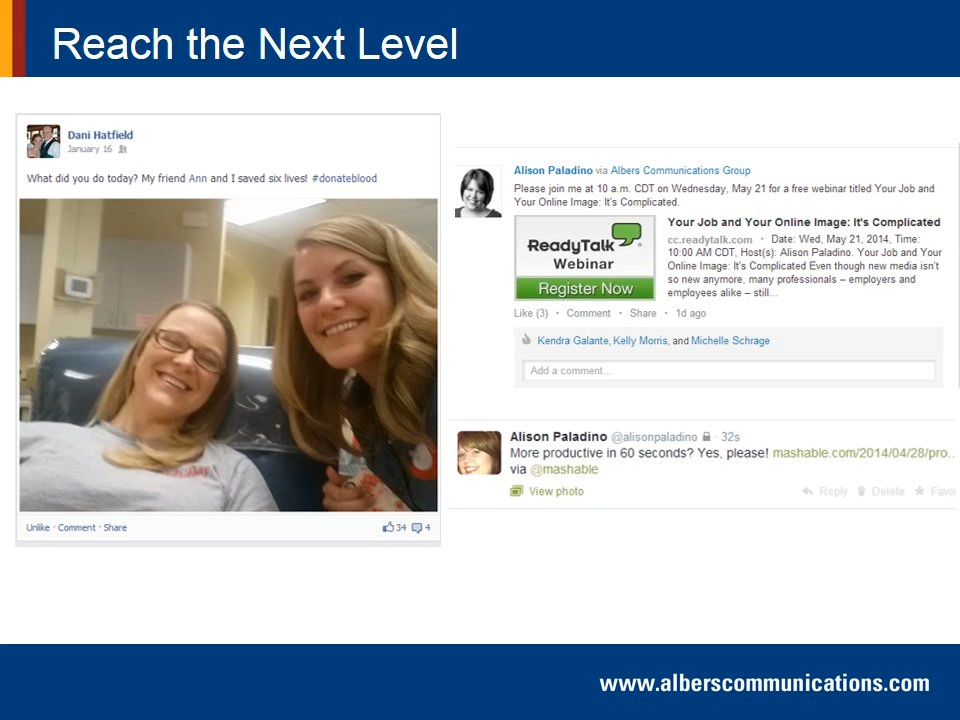 Reach the Next Level
Dani Hatfield
January 16
What did you do today? My friend Ann and I saved six lives! #donateblood
Unlike · Comment · Share
34 4
Alison Paladino via Albers Communications Group
Please join me at 10 a.m. CDT on Wednesday, May 21 for a free webinar titled Your Job and
Your Online Image: It's Complicated.
ReadyTalk
Webinar
Register Now
Your Job and Your Online Image: It's Complicated
cc.readytalk.com · Date: Wed, May 21, 2014, Time:
10:00 AM CDT, Host(s): Alison Paladino. Your Job and Your
Online Image: It's Complicated Even though new media isn't
so new anymore, many professionals – employers and
employees alike – still...
Like (3) · Comment · Share · 1d ago
Kendra Galante, Kelly Morris, and Michelle Schrage
Add a comment...
Alison Paladino @alisonpaladino · 32s
More productive in 60 seconds? Yes, please! mashable.com/2014/04/28/pro...
via @mashable
View photo
Reply Delete Favo
www.alberscommunications.com